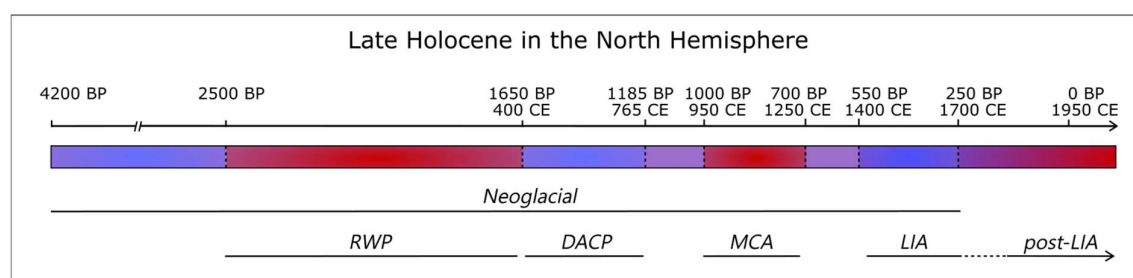 Late Holocene in the North Hemisphere
4200 BP 2500 BP 1650 BP 1185 BP 1000 BP 700 BP 550 BP 250 BP 0 BP
400 CE 765 CE 950 CE 1250 CE 1400 CE 1700 CE 1950 CE
Neoglacial
RWP DACP MCA LIA post-LIA